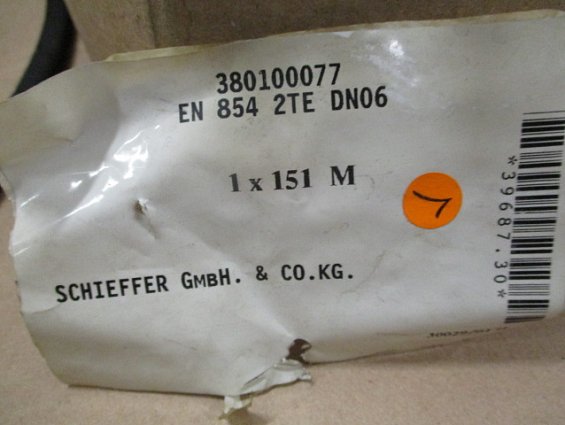 380100077
EN 854 2TE DN06
1 x 151 M
SCHIEFFER GMBH. & CO.KG.
*39687.30*